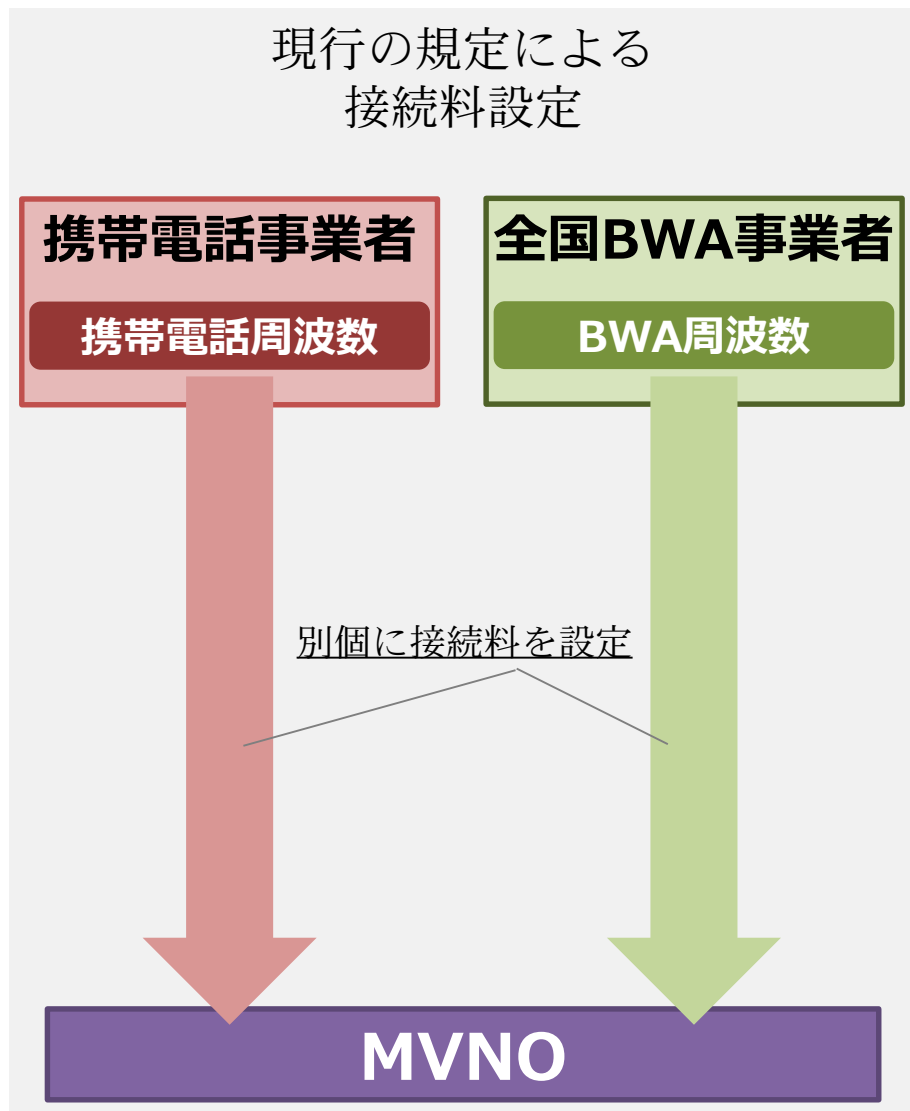 現行の規定による
接続料設定
携帯電話事業者
全国BWA事業者
携帯電話周波数
BWA周波数
別個に接続料を設定
MVNO